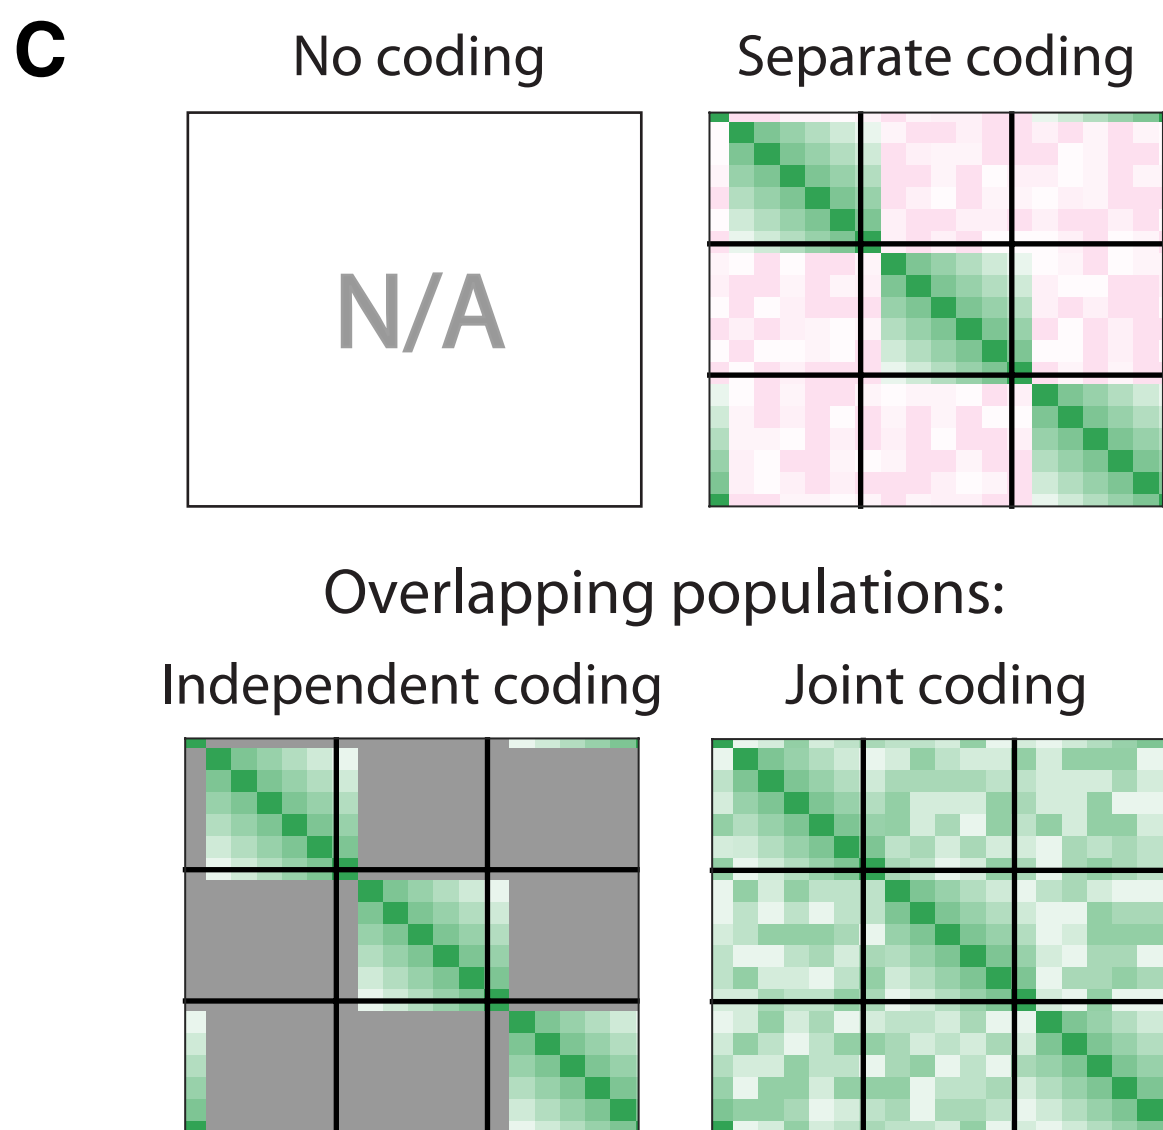 C
No coding
Separate coding
N/A
Overlapping populations:
Independent coding
Joint coding